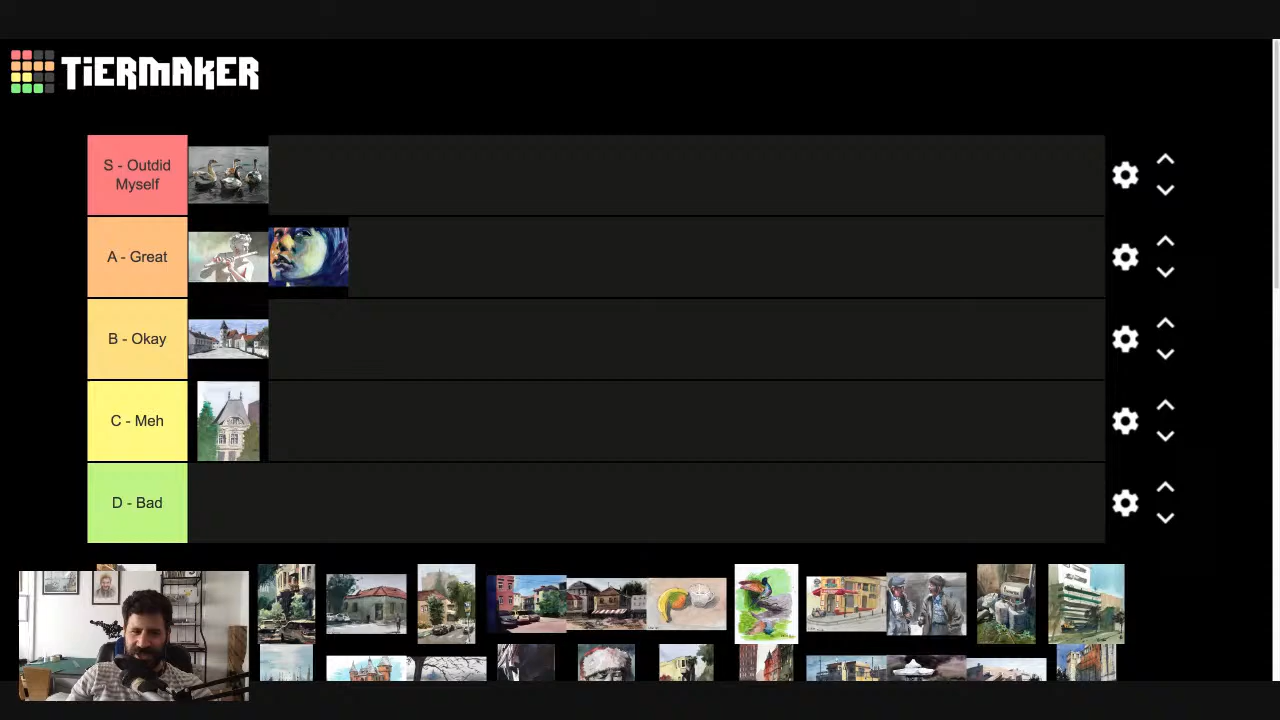 TiERMAKER
S - Outdid
Myself
A - Great
B - Okay
C - Meh
D - Bad